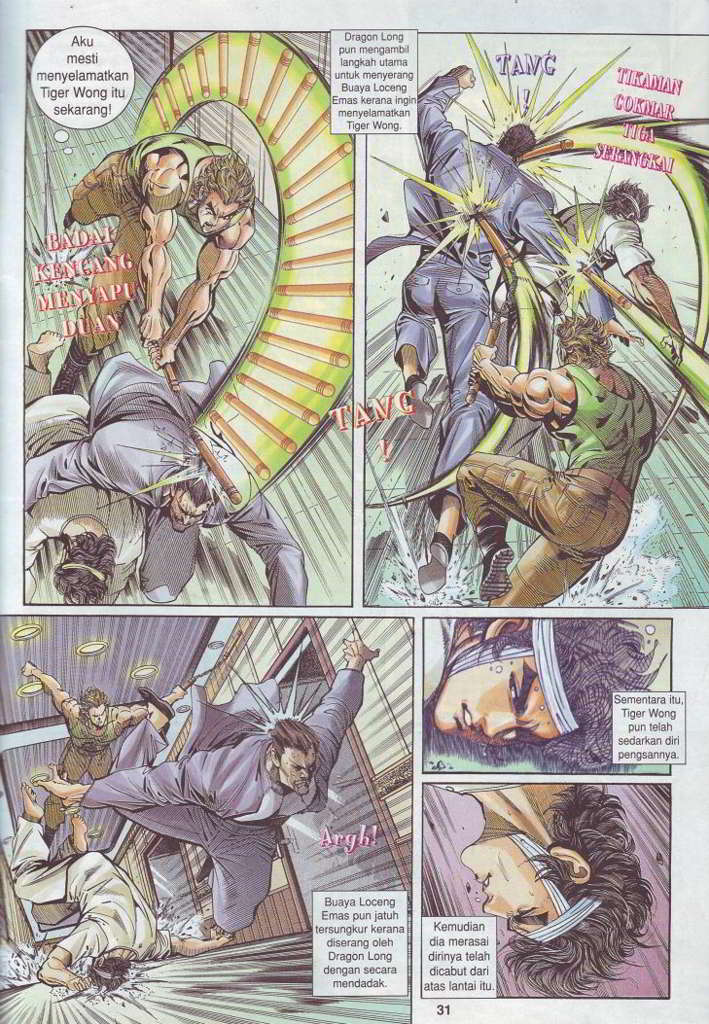 Aku
mesti
menyelamatkan
Tiger Wong itu
sekarang!
BADAI
KENCANG
MENYAPU
DUAN
Dragon Long
pun mengambil
langkah utama
untuk menyerang
Buaya Loceng
Emas kerana ingin
menyelamatkan
Tiger Wong.
TANG
!
TIKAMAN
COKMAR
TIGA
SERANGKAI
TANG
!
Argh!
Buaya Loceng
Emas pun jatuh
tersungkur kerana
diserang oleh
Dragon Long
dengan secara
mendadak.
Sementara itu,
Tiger Wong
pun telah
sedarkan diri
pengsannya.
Kemudian
dia merasai
dirinya telah
dicabut dari
atas lantai itu.
31